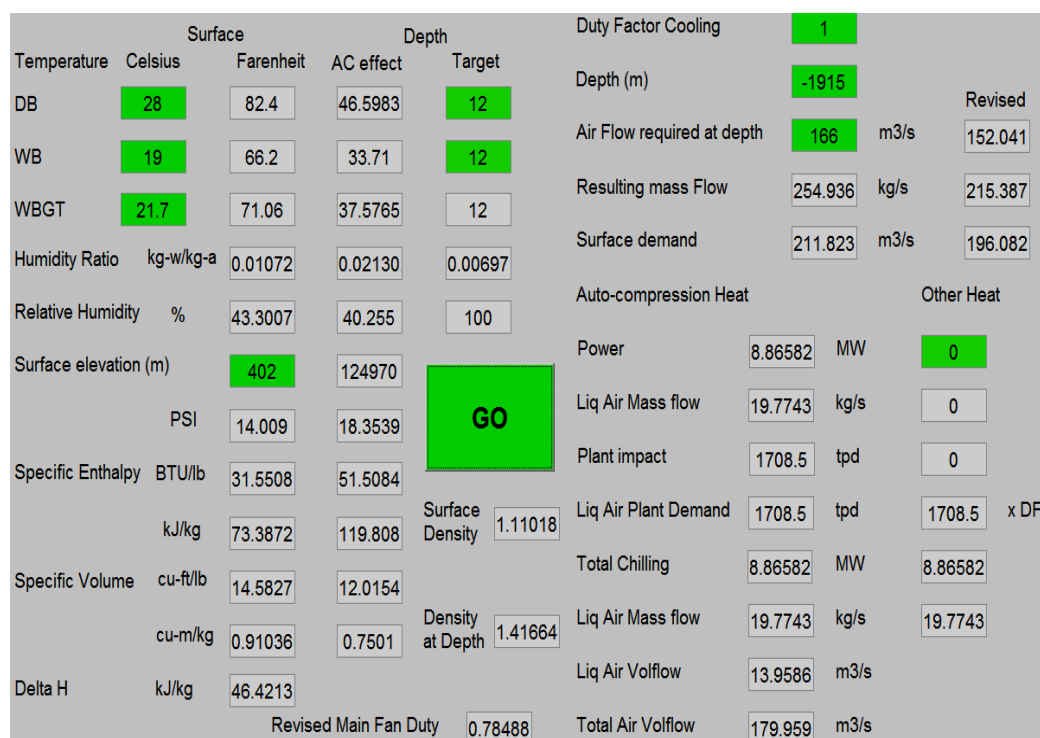 Surface Depth
Temperature Celsius Farenheit AC effect Target
DB 28 82.4 46.5983 12
WB 19 66.2 33.71 12
WBGT 21.7 71.06 37.5765 12
Humidity Ratio kg-w/kg-a 0.01072 0.02130 0.00697
Relative Humidity % 43.3007 40.255 100
Surface elevation (m) 402 124970
GO
PSI 14.009 18.3539
Specific Enthalpy BTU/lb 31.5508 51.5084
kJ/kg 73.3872 119.808
Surface Density 1.11018
Specific Volume cu-ft/lb 14.5827 12.0154
cu-m/kg 0.91036 0.7501
Density at Depth 1.41664
Delta H kJ/kg 46.4213
Revised Main Fan Duty 0.78488
Duty Factor Cooling 1
Depth (m) -1915
Revised
Air Flow required at depth 166 m3/s 152.041
Resulting mass Flow 254.936 kg/s 215.387
Surface demand 211.823 m3/s 196.082
Auto-compression Heat Other Heat
Power 8.86582 MW 0
Liq Air Mass flow 19.7743 kg/s 0
Plant impact 1708.5 tpd 0
Liq Air Plant Demand 1708.5 tpd 1708.5 x DF
Total Chilling 8.86582 MW 8.86582
Liq Air Mass flow 19.7743 kg/s 19.7743
Liq Air Volflow 13.9586 m3/s
Total Air Volflow 179.959 m3/s